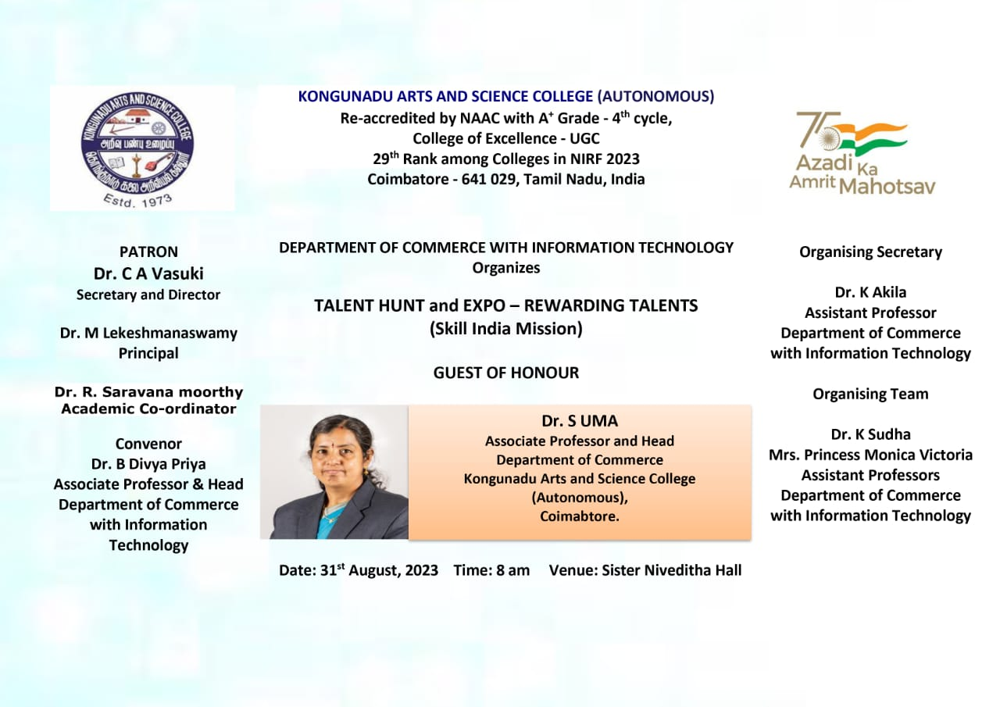 KONGUNADU ARTS AND SCIENCE COLLEGE
அறிவு பண்பு உழைப்பு
கொங்குநாடு கலை அறிவியல் கல்லூரி
Estd. 1973
KONGUNADU ARTS AND SCIENCE COLLEGE (AUTONOMOUS)
Re-accredited by NAAC with A+ Grade - 4th cycle,
College of Excellence - UGC
29th Rank among Colleges in NIRF 2023
Coimbatore - 641 029, Tamil Nadu, India
75
Azadi Ka
Amrit Mahotsav
PATRON
Dr. C A Vasuki
Secretary and Director
Dr. M Lekeshmanaswamy
Principal
Dr. R. Saravana moorthy
Academic Co-ordinator
Convenor
Dr. B Divya Priya
Associate Professor & Head
Department of Commerce
with Information
Technology
DEPARTMENT OF COMMERCE WITH INFORMATION TECHNOLOGY
Organizes
TALENT HUNT and EXPO – REWARDING TALENTS
(Skill India Mission)
GUEST OF HONOUR
Dr. S UMA
Associate Professor and Head
Department of Commerce
Kongunadu Arts and Science College
(Autonomous),
Coimabtore.
Date: 31st August, 2023 Time: 8 am Venue: Sister Niveditha Hall
Organising Secretary
Dr. K Akila
Assistant Professor
Department of Commerce
with Information Technology
Organising Team
Dr. K Sudha
Mrs. Princess Monica Victoria
Assistant Professors
Department of Commerce
with Information Technology